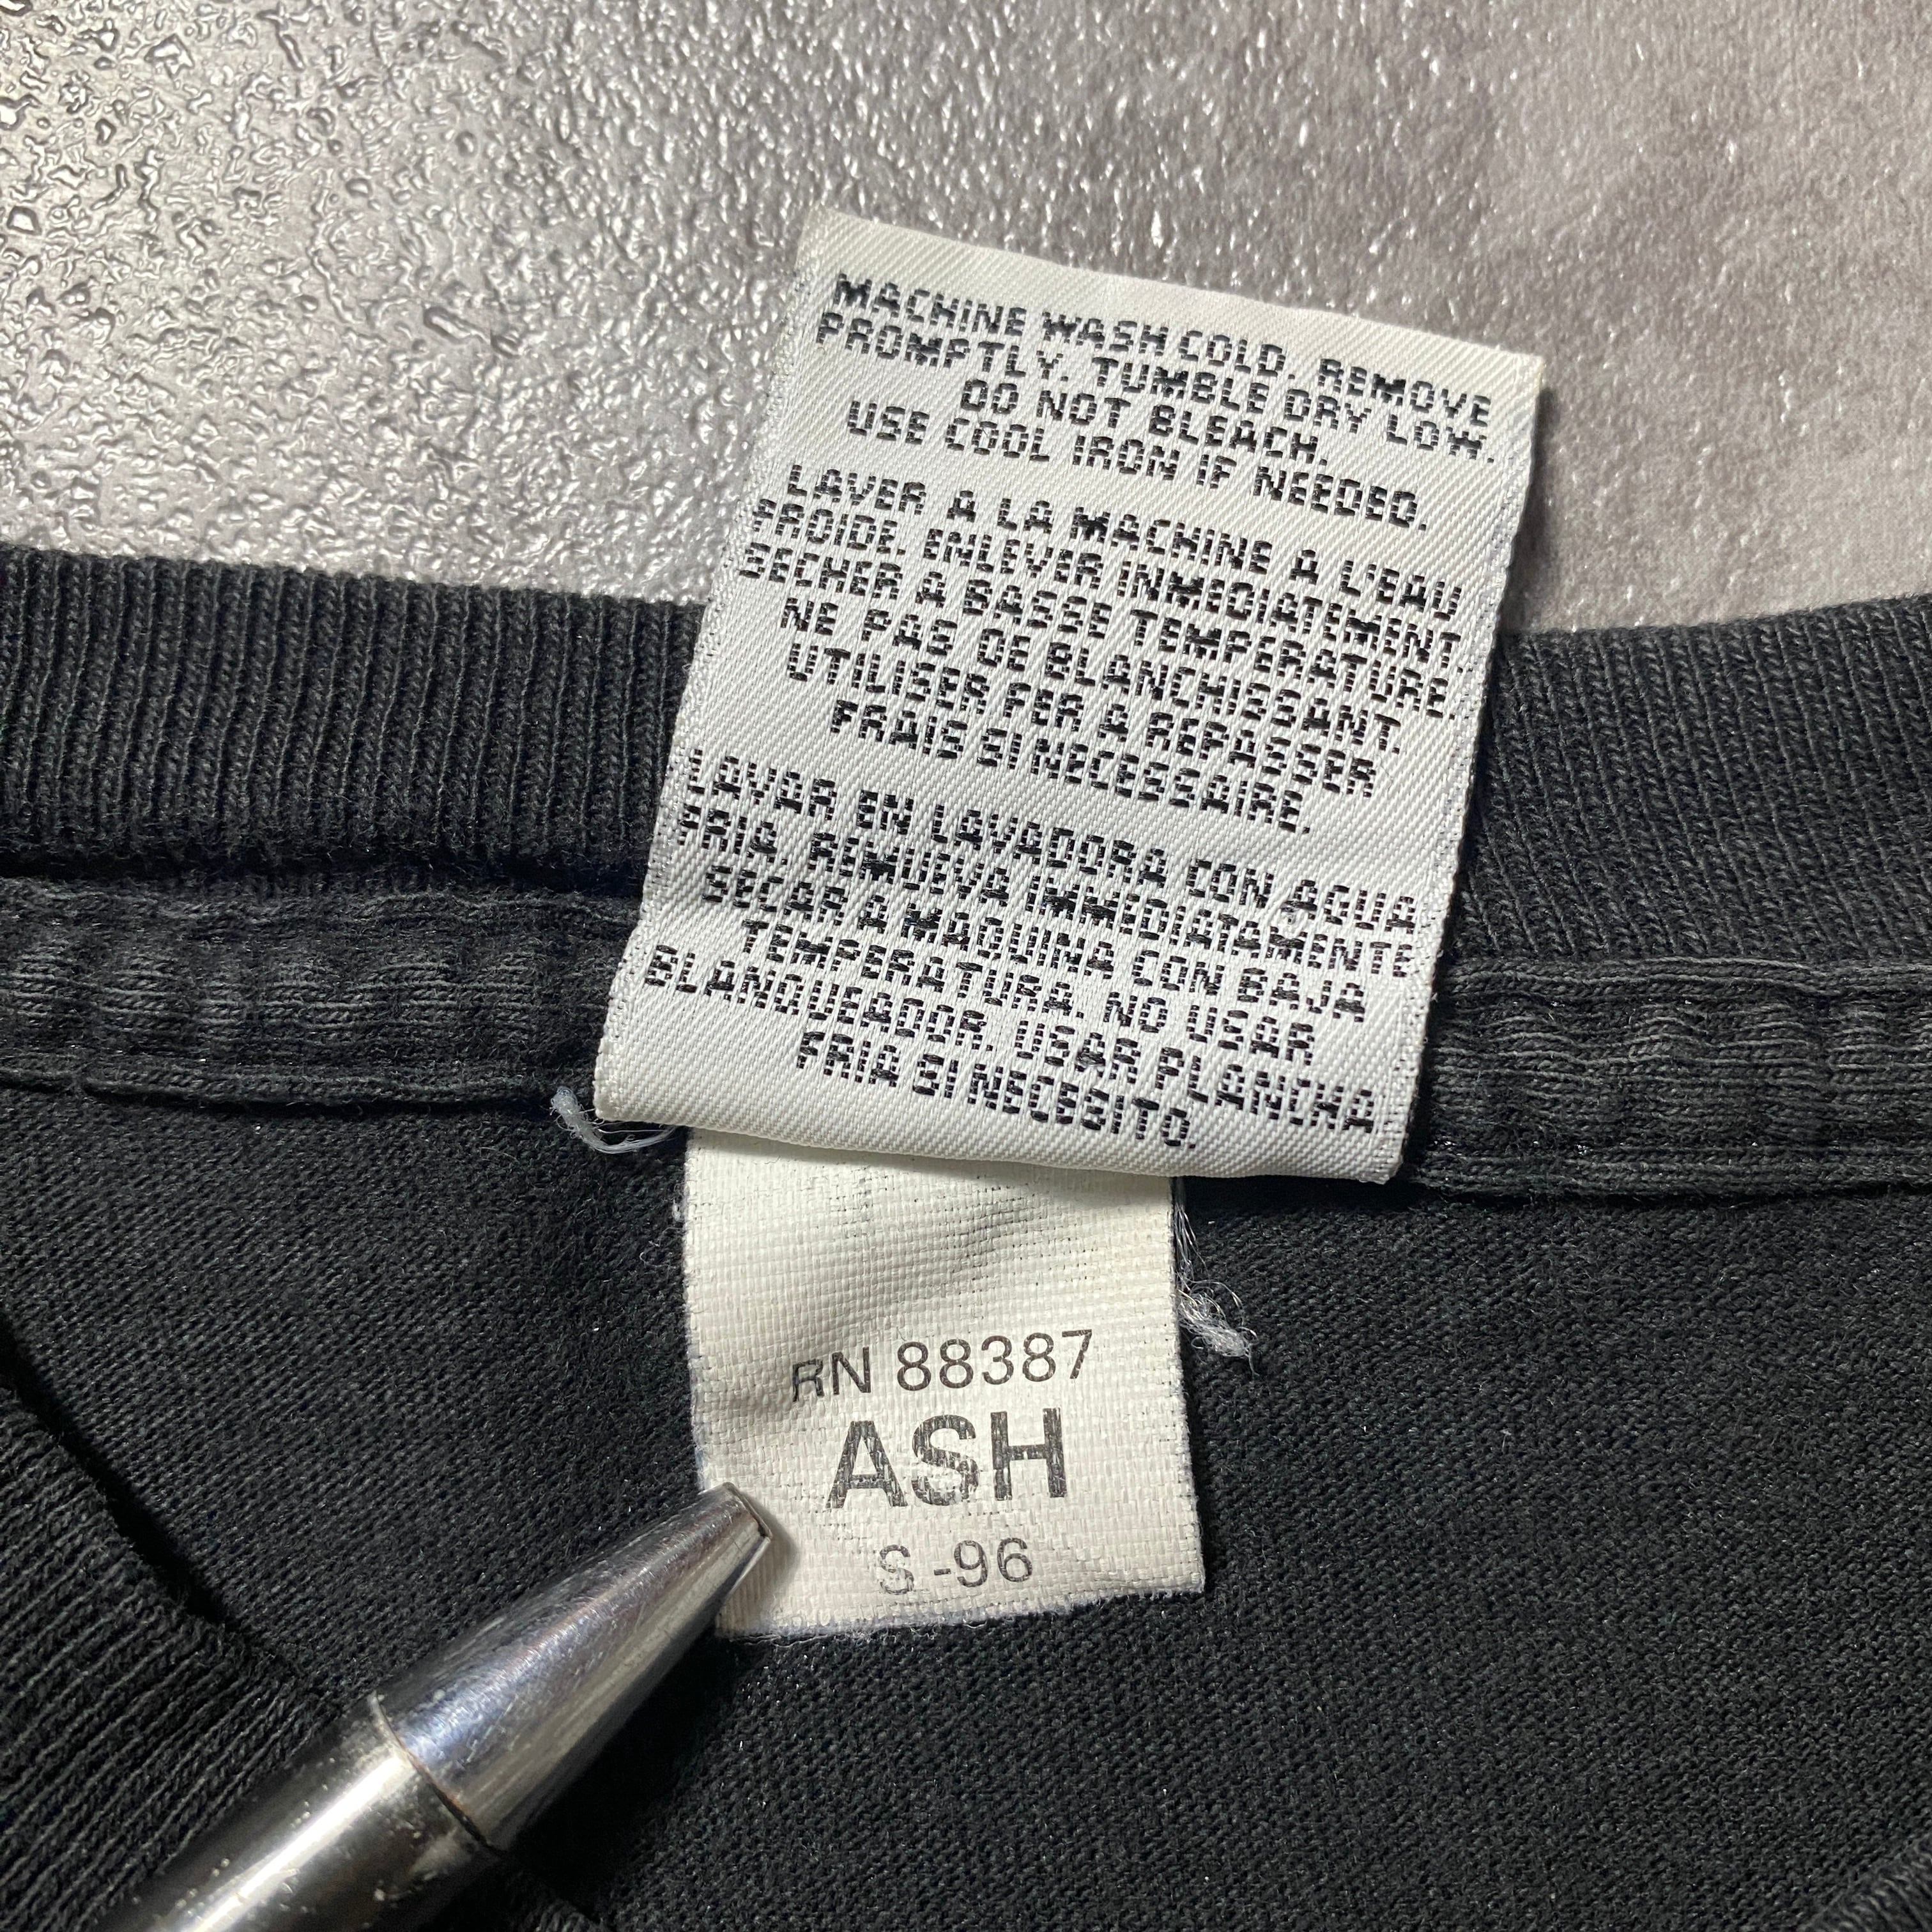 MACHINE WASH COLD. REMOVE
PROMPTLY. TUMBLE DRY LOW.
DO NOT BLEACH.
USE COOL IRON IF NEEDED.
LAVER A LA MACHINE A L'EAU
FROIDE. ENLEVER INMEDIATEMENT.
SECHER A BASSE TEMPERATURE.
NE PAS DE BLANCHISSANT.
UTILISER FER A REPASSER
FRAIS SI NECESSAIRE.
LAVAR EN LAVADORA CON AGUA
FRIA. REMUEVA IMMEDIATAMENTE
SECAR A MAQUINA CON BAJA
TEMPERATURA. NO USAR
BLANQUEADOR. USAR PLANCHA
FRIA SI NECESITO.
RN 88387
ASH
S-96